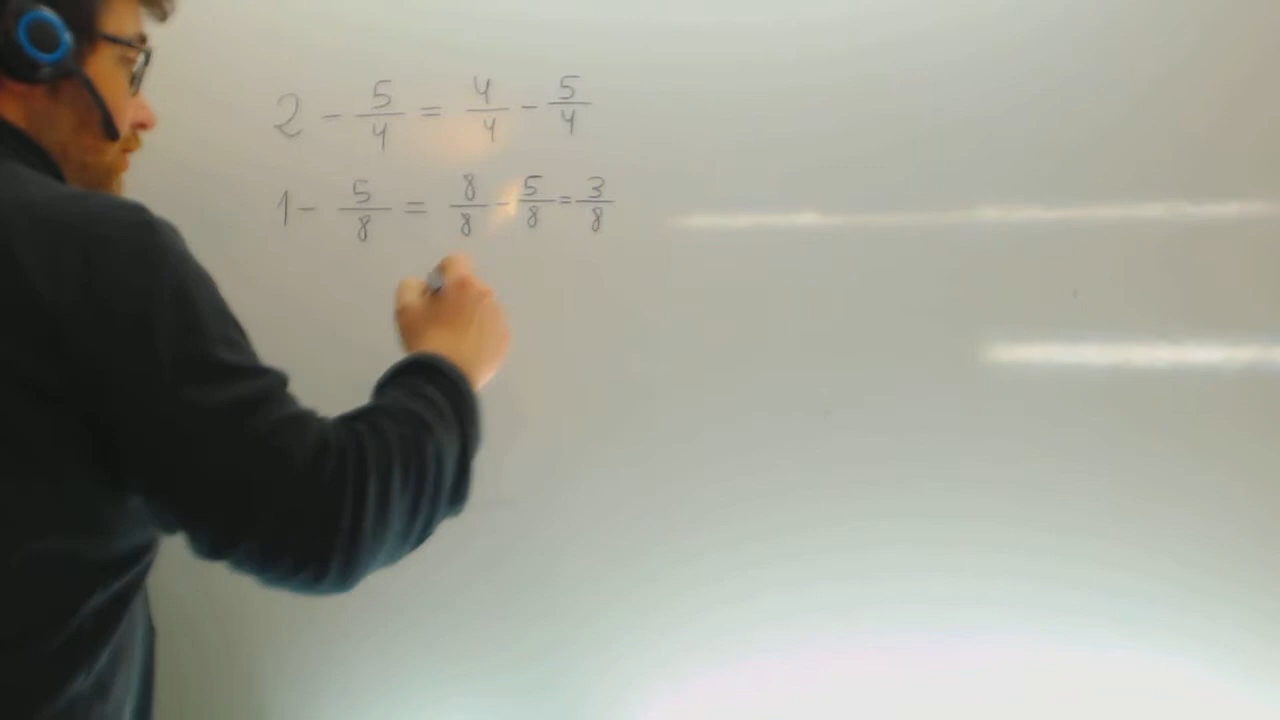 2 - 5/4 = 4/4 - 5/4
1 - 5/8 = 8/8 - 5/8 = 3/8